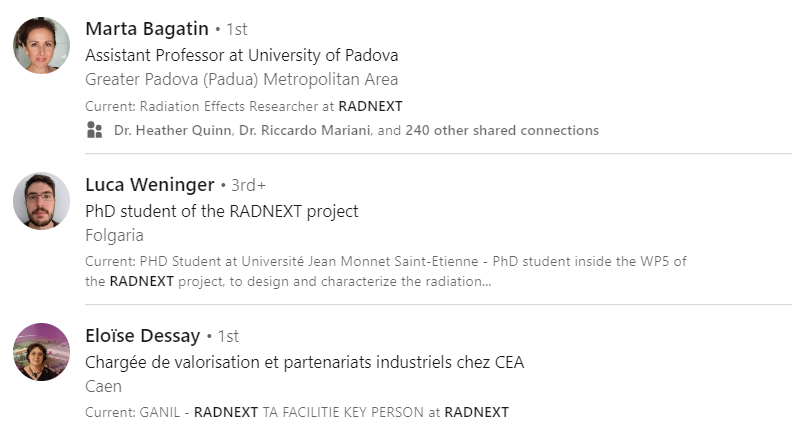 Marta Bagatin • 1st
Assistant Professor at University of Padova
Greater Padova (Padua) Metropolitan Area
Current: Radiation Effects Researcher at RADNEXT
Dr. Heather Quinn, Dr. Riccardo Mariani, and 240 other shared connections
Luca Weninger • 3rd+
PhD student of the RADNEXT project
Folgaria
Current: PHD Student at Université Jean Monnet Saint-Etienne - PhD student inside the WP5 of
the RADNEXT project, to design and characterize the radiation...
Eloïse Dessay • 1st
Chargée de valorisation et partenariats industriels chez CEA
Caen
Current: GANIL - RADNEXT TA FACILITIE KEY PERSON at RADNEXT